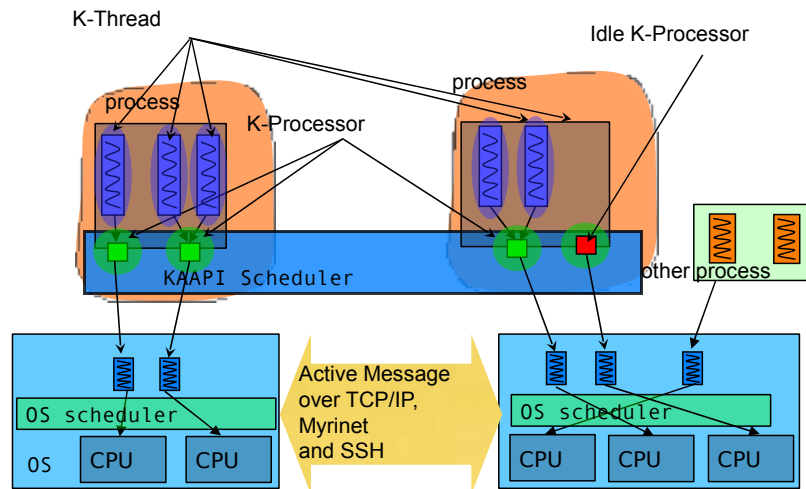 K-Thread
Idle K-Processor
process
process
K-Processor
KAAPI Scheduler
other process
Active Message
over TCP/IP,
Myrinet
and SSH
OS scheduler
OS scheduler
OS
CPU
CPU
CPU
CPU
CPU